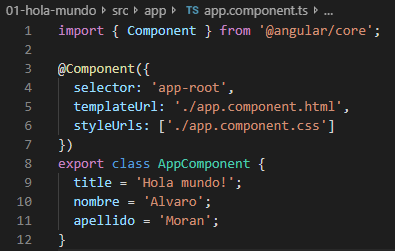 01-hola-mundo > src > app > TS app.component.ts > ...
1 import { Component } from '@angular/core';
2
3 @Component({
4   selector: 'app-root',
5   templateUrl: './app.component.html',
6   styleUrls: ['./app.component.css']
7 })
8 export class AppComponent {
9   title = 'Hola mundo!';
10   nombre = 'Alvaro';
11   apellido = 'Moran';
12 }